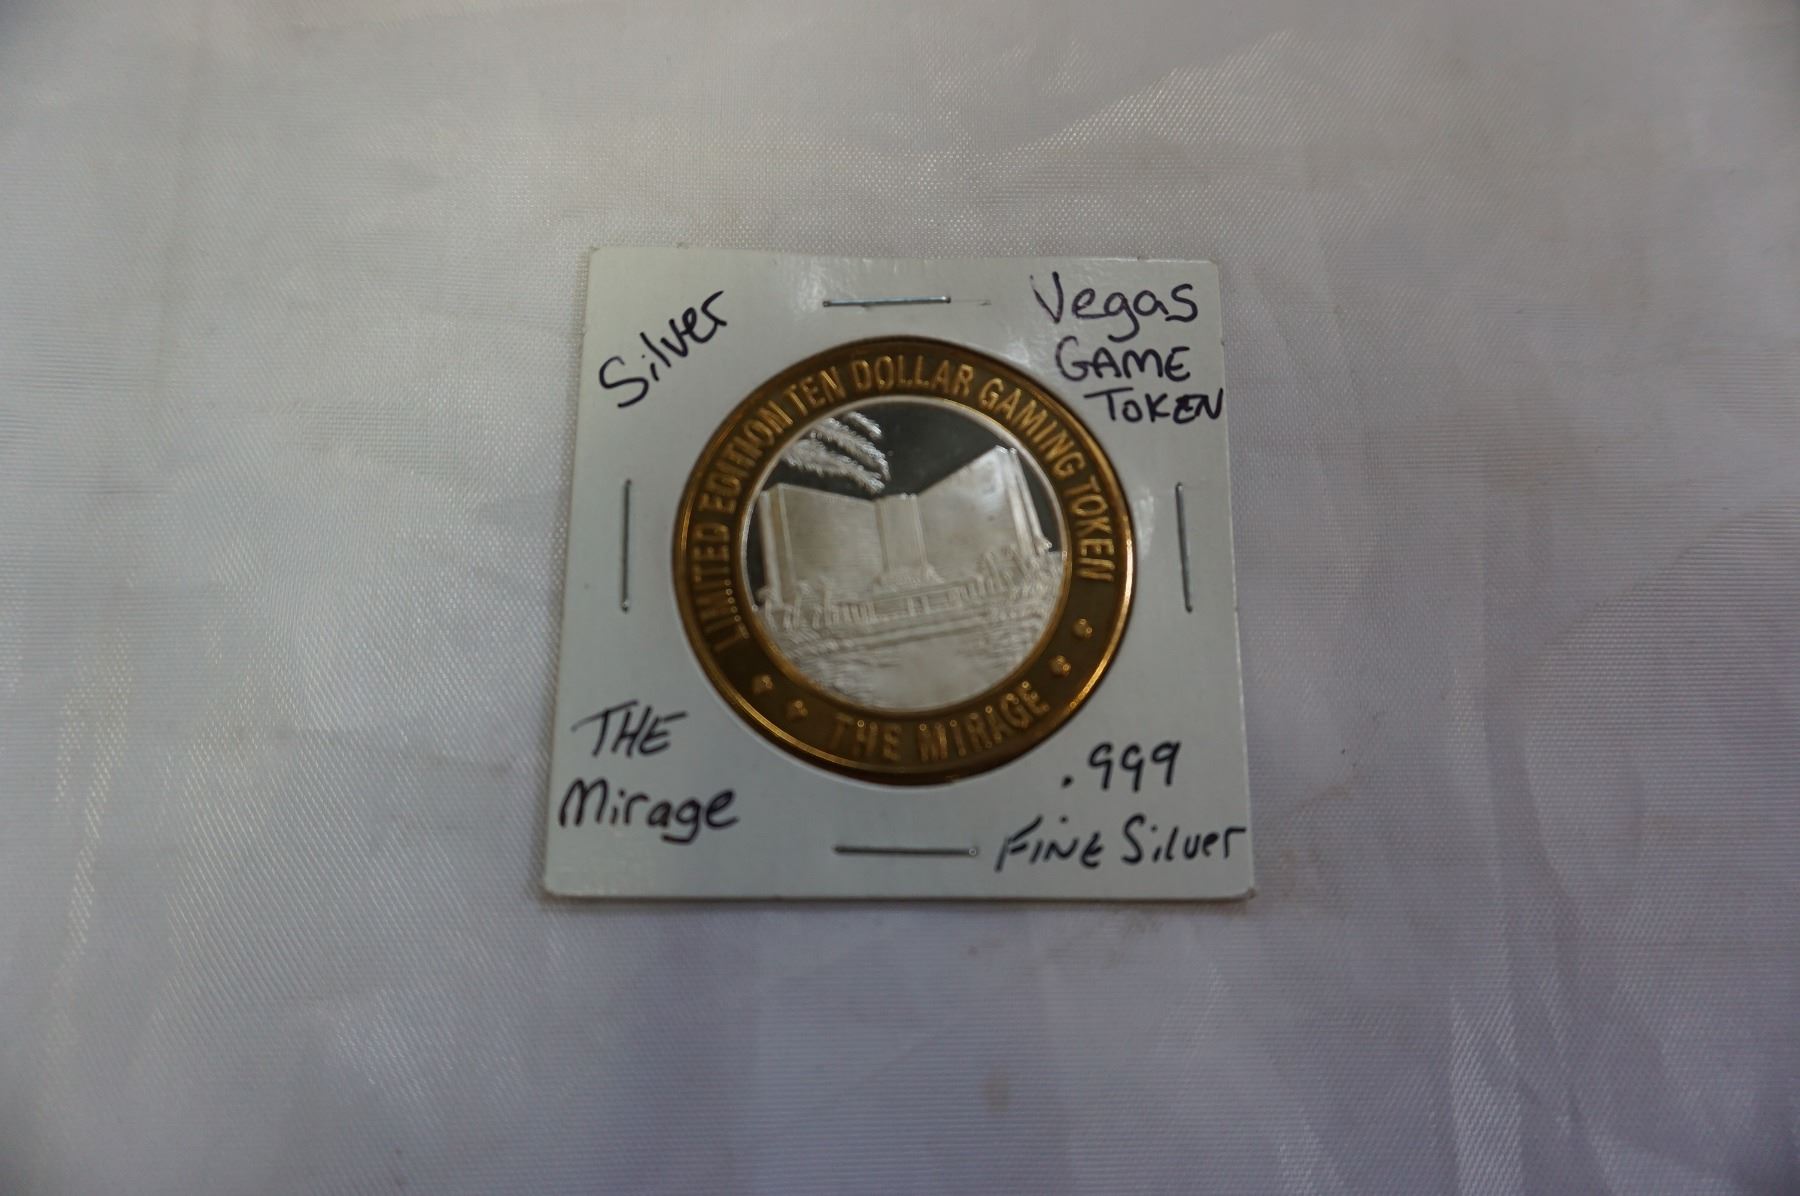 Silver
Vegas
GAME
TOKEN
LIMITED EDITION TEN DOLLAR GAMING TOKEN
THE MIRAGE
THE
Mirage
.999
FINE Silver